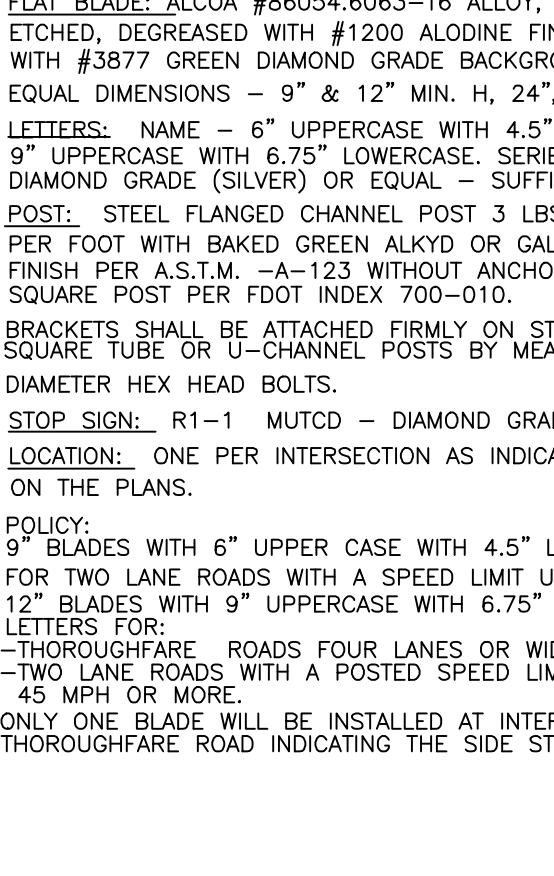 FLAT BLADE: ALCOA #86054.6063-16 ALLOY,
ETCHED, DEGREASED WITH #1200 ALODINE FIN
WITH #3877 GREEN DIAMOND GRADE BACKGRO
EQUAL DIMENSIONS – 9" & 12" MIN. H, 24",
LETTERS: NAME – 6" UPPERCASE WITH 4.5"
9" UPPERCASE WITH 6.75" LOWERCASE. SERIE
DIAMOND GRADE (SILVER) OR EQUAL – SUFFI
POST: STEEL FLANGED CHANNEL POST 3 LBS
PER FOOT WITH BAKED GREEN ALKYD OR GAL
FINISH PER A.S.T.M. –A–123 WITHOUT ANCHO
SQUARE POST PER FDOT INDEX 700–010.
BRACKETS SHALL BE ATTACHED FIRMLY ON ST
SQUARE TUBE OR U–CHANNEL POSTS BY MEA
DIAMETER HEX HEAD BOLTS.
STOP SIGN: R1–1 MUTCD – DIAMOND GRAD
LOCATION: ONE PER INTERSECTION AS INDICA
ON THE PLANS.
POLICY:
9" BLADES WITH 6" UPPER CASE WITH 4.5" L
FOR TWO LANE ROADS WITH A SPEED LIMIT U
12" BLADES WITH 9" UPPERCASE WITH 6.75"
LETTERS FOR:
–THOROUGHFARE ROADS FOUR LANES OR WID
–TWO LANE ROADS WITH A POSTED SPEED LIM
45 MPH OR MORE.
ONLY ONE BLADE WILL BE INSTALLED AT INTER
THOROUGHFARE ROAD INDICATING THE SIDE ST